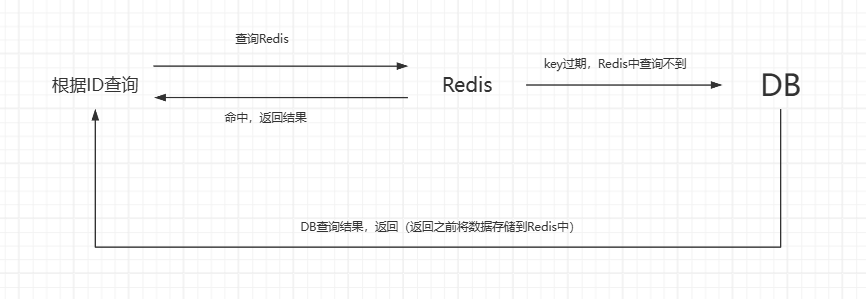 查询Redis
key过期，Redis中查询不到
根据ID查询
Redis
DB
命中，返回结果
DB查询结果，返回（返回之前将数据存储到Redis中）